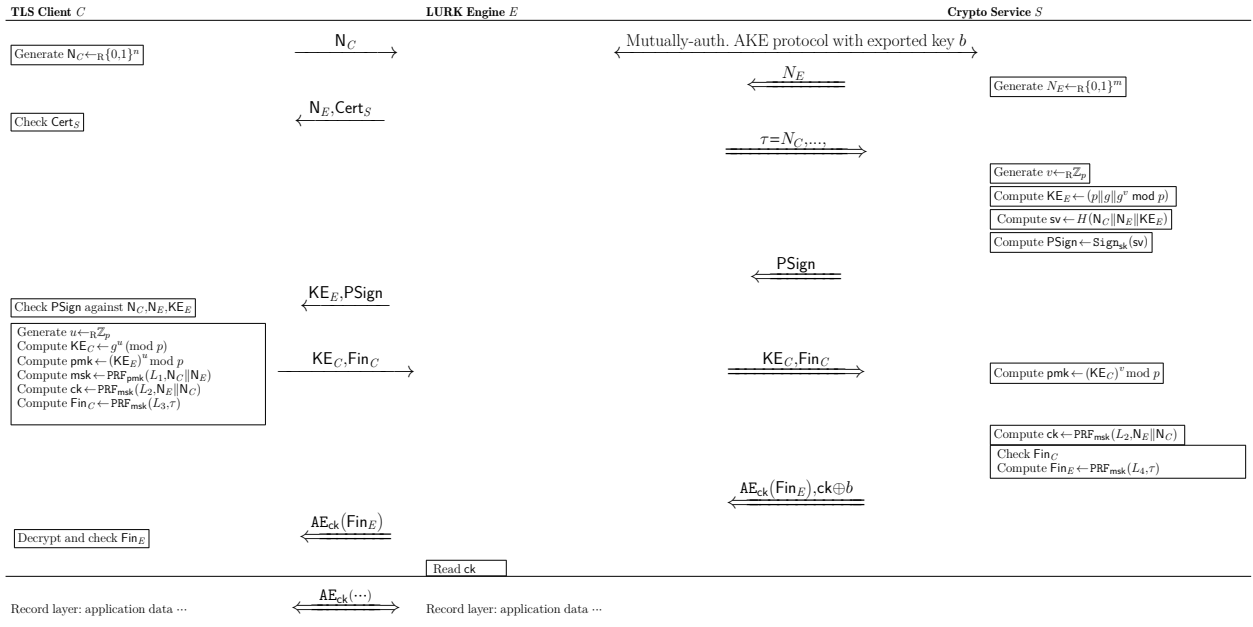 TLS Client C LURK Engine E Crypto Service S
Generate N_C←_R{0,1}^n
N_C
Mutually-auth. AKE protocol with exported key b
N_E
Generate N_E←_R{0,1}^m
N_E,Cert_S
Check Cert_S
τ=N_C,...,
Generate v←_Rℤ_p
Compute KE_E←(p‖g‖g^v mod p)
Compute sv←H(N_C‖N_E‖KE_E)
Compute PSign←Sign_sk(sv)
PSign
KE_E,PSign
Check PSign against N_C,N_E,KE_E
Generate u←_Rℤ_p
Compute KE_C←g^u (mod p)
Compute pmk←(KE_E)^u mod p
Compute msk←PRF_pmk(L_1,N_C‖N_E)
Compute ck←PRF_msk(L_2,N_E‖N_C)
Compute Fin_C←PRF_msk(L_3,τ)
KE_C,Fin_C
KE_C,Fin_C
Compute pmk←(KE_C)^v mod p
Compute ck←PRF_msk(L_2,N_E‖N_C)
Check Fin_C
Compute Fin_E←PRF_msk(L_4,τ)
AE_ck(Fin_E),ck⊕b
AE_ck(Fin_E)
Decrypt and check Fin_E
Read ck
Record layer: application data ⋯ AE_ck(⋯) Record layer: application data ⋯